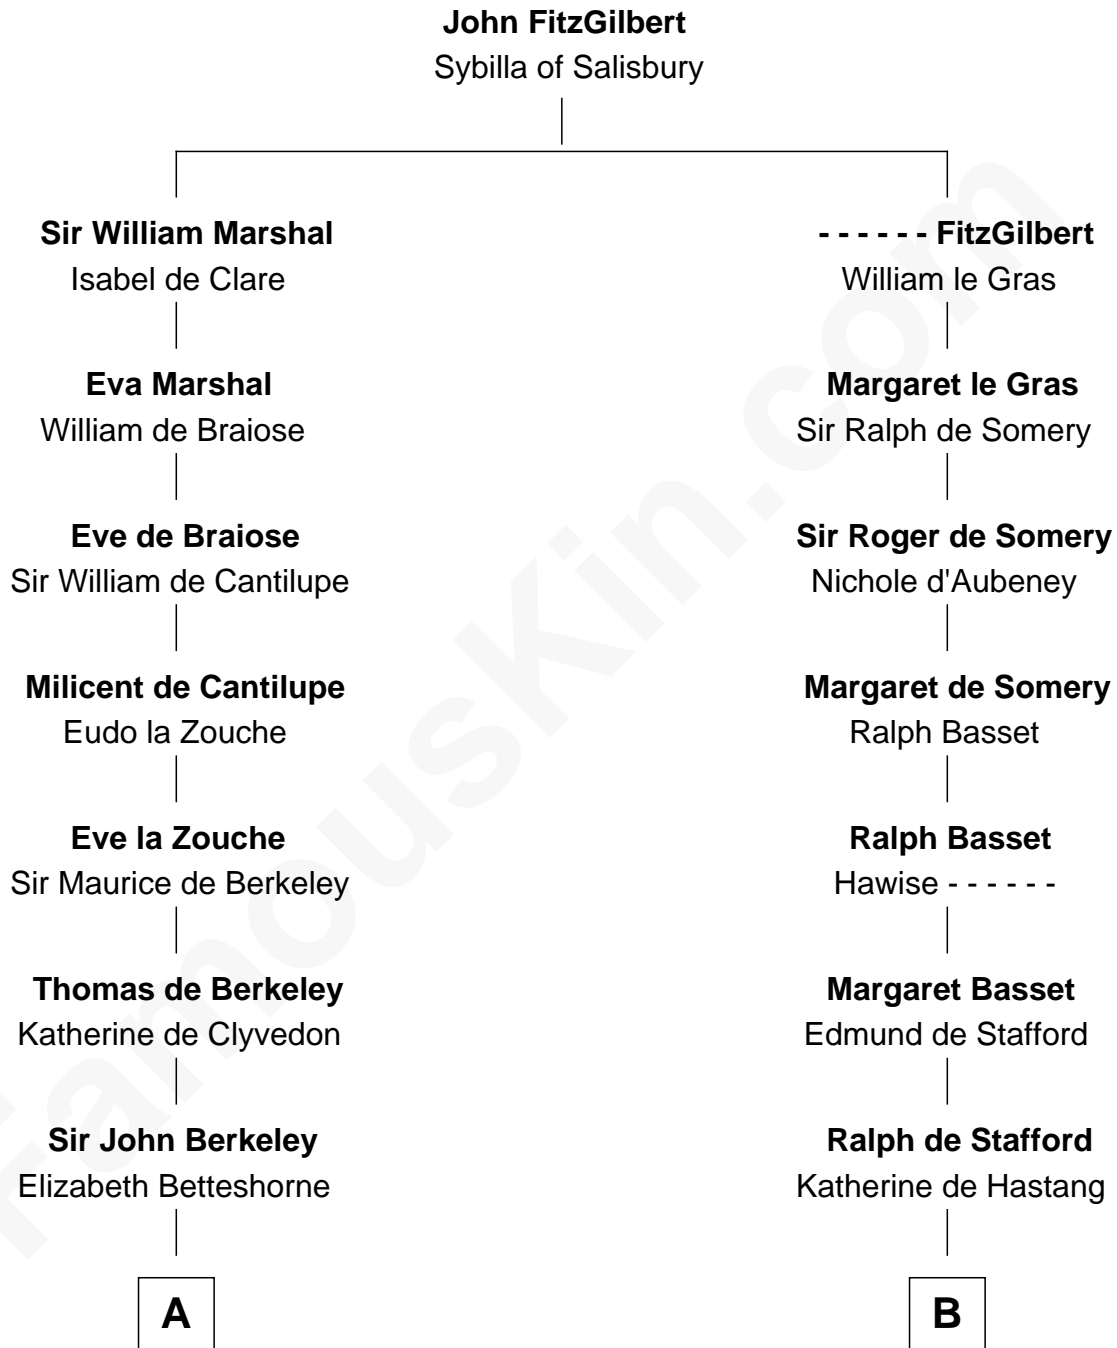 John FitzGilbert
Sybilla of Salisbury
Sir William Marshal
Isabel de Clare
- - - - - - FitzGilbert
William le Gras
Eva Marshal
William de Braiose
Margaret le Gras
Sir Ralph de Somery
Eve de Braiose
Sir William de Cantilupe
Sir Roger de Somery
Nichole d'Aubeney
Milicent de Cantilupe
Eudo la Zouche
Margaret de Somery
Ralph Basset
Eve la Zouche
Sir Maurice de Berkeley
Ralph Basset
Hawise - - - - - -
Thomas de Berkeley
Katherine de Clyvedon
Margaret Basset
Edmund de Stafford
Sir John Berkeley
Elizabeth Betteshorne
Ralph de Stafford
Katherine de Hastang
A
B
FamousKin.com